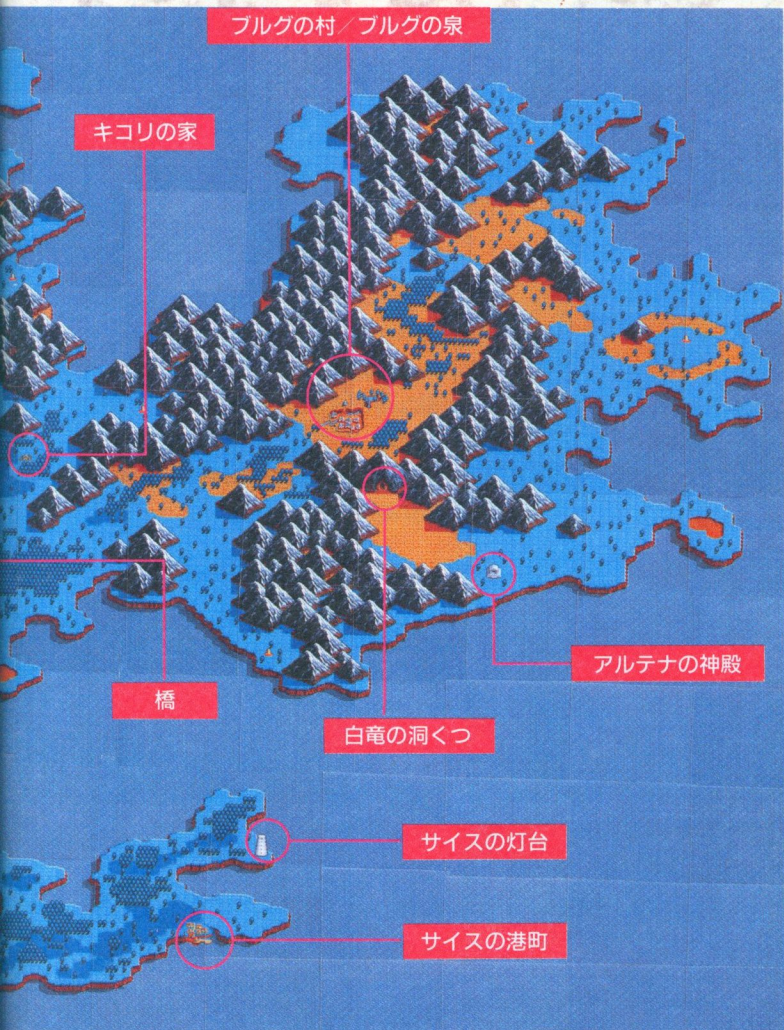 ブルグの村／ブルグの泉
キコリの家
アルテナの神殿
橋
白竜の洞くつ
サイスの灯台
サイスの港町